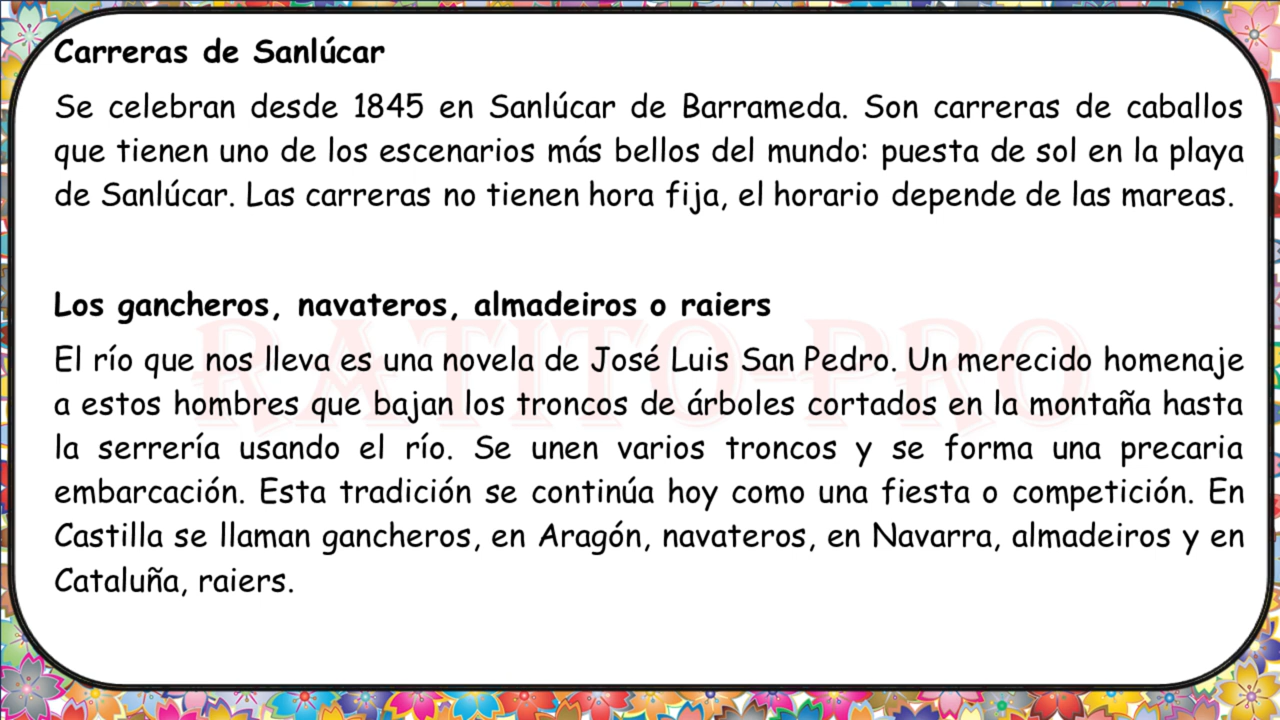 Carreras de Sanlúcar
Se celebran desde 1845 en Sanlúcar de Barrameda. Son carreras de caballos
que tienen uno de los escenarios más bellos del mundo: puesta de sol en la playa
de Sanlúcar. Las carreras no tienen hora fija, el horario depende de las mareas.
Los gancheros, navateros, almadeiros o raiers
RATITO-PRO
El río que nos lleva es una novela de José Luis San Pedro. Un merecido homenaje
a estos hombres que bajan los troncos de árboles cortados en la montaña hasta
la serrería usando el río. Se unen varios troncos y se forma una precaria
embarcación. Esta tradición se continúa hoy como una fiesta o competición. En
Castilla se llaman gancheros, en Aragón, navateros, en Navarra, almadeiros y en
Cataluña, raiers.